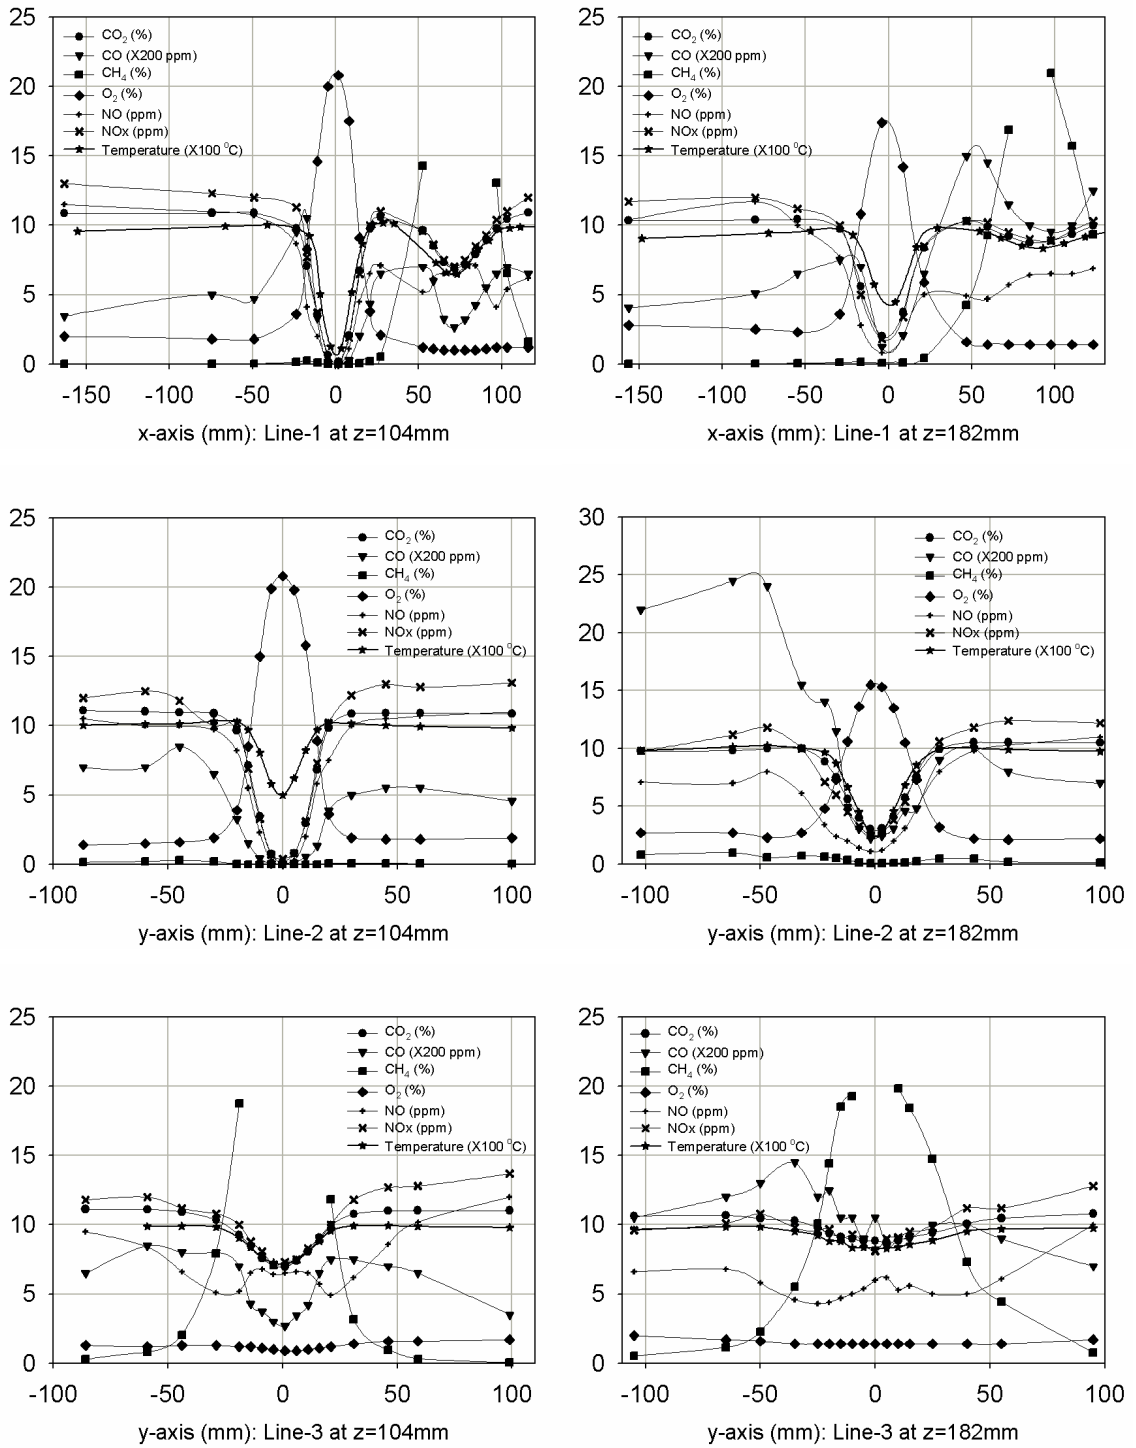 25
20
15
10
5
0
CO2 (%)
CO (X200 ppm)
CH4 (%)
O2 (%)
NO (ppm)
NOx (ppm)
Temperature (X100 °C)
-150 -100 -50 0 50 100
x-axis (mm): Line-1 at z=104mm
25
20
15
10
5
0
CO2 (%)
CO (X200 ppm)
CH4 (%)
O2 (%)
NO (ppm)
NOx (ppm)
Temperature (X100 °C)
-150 -100 -50 0 50 100
x-axis (mm): Line-1 at z=182mm
25
20
15
10
5
0
CO2 (%)
CO (X200 ppm)
CH4 (%)
O2 (%)
NO (ppm)
NOx (ppm)
Temperature (X100 °C)
-100 -50 0 50 100
y-axis (mm): Line-2 at z=104mm
30
25
20
15
10
5
0
CO2 (%)
CO (X200 ppm)
CH4 (%)
O2 (%)
NO (ppm)
NOx (ppm)
Temperature (X100 °C)
-100 -50 0 50 100
y-axis (mm): Line-2 at z=182mm
25
20
15
10
5
0
CO2 (%)
CO (X200 ppm)
CH4 (%)
O2 (%)
NO (ppm)
NOx (ppm)
Temperature (X100 °C)
-100 -50 0 50 100
y-axis (mm): Line-3 at z=104mm
25
20
15
10
5
0
CO2 (%)
CO (X200 ppm)
CH4 (%)
O2 (%)
NO (ppm)
NOx (ppm)
Temperature (X100 °C)
-100 -50 0 50 100
y-axis (mm): Line-3 at z=182mm